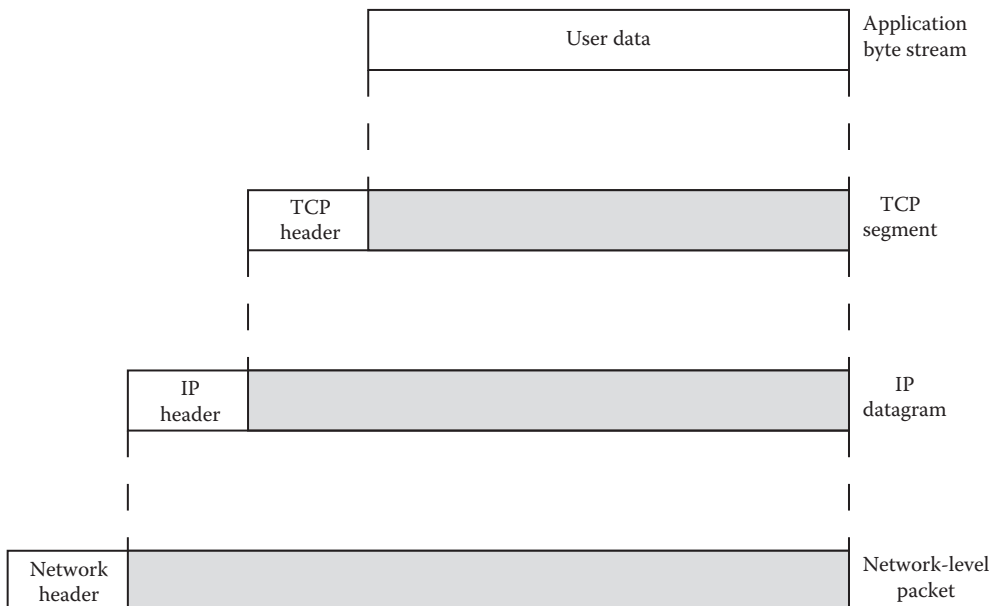 User data
Application
byte stream
TCP
header
TCP
segment
IP
header
IP
datagram
Network
header
Network-level
packet